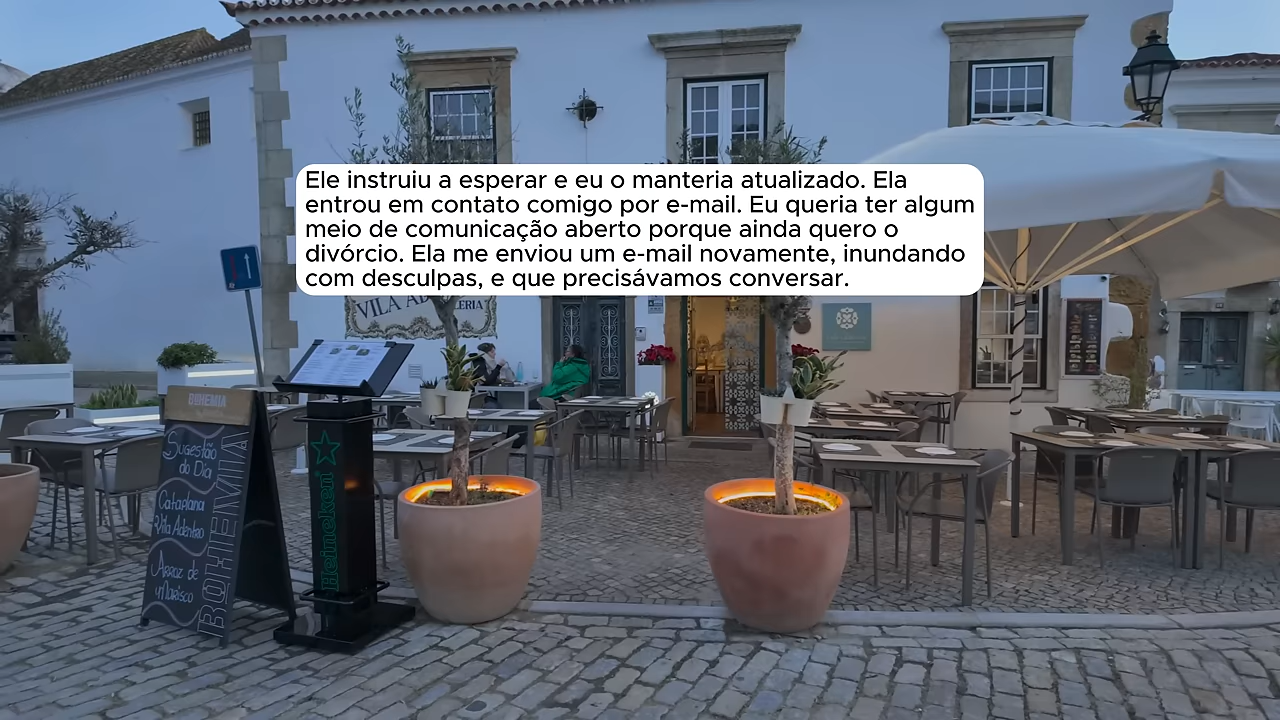 Ele instruiu a esperar e eu o manteria atualizado. Ela
entrou em contato comigo por e-mail. Eu queria ter algum
meio de comunicação aberto porque ainda quero o
divórcio. Ela me enviou um e-mail novamente, inundando
com desculpas, e que precisávamos conversar.
VILA AD
ERIA
BOHEMIA
Sugestão
do Dia
Cataplana
Vila Adentro
Arroz de
Marisco
BOHEMIA
Heineken